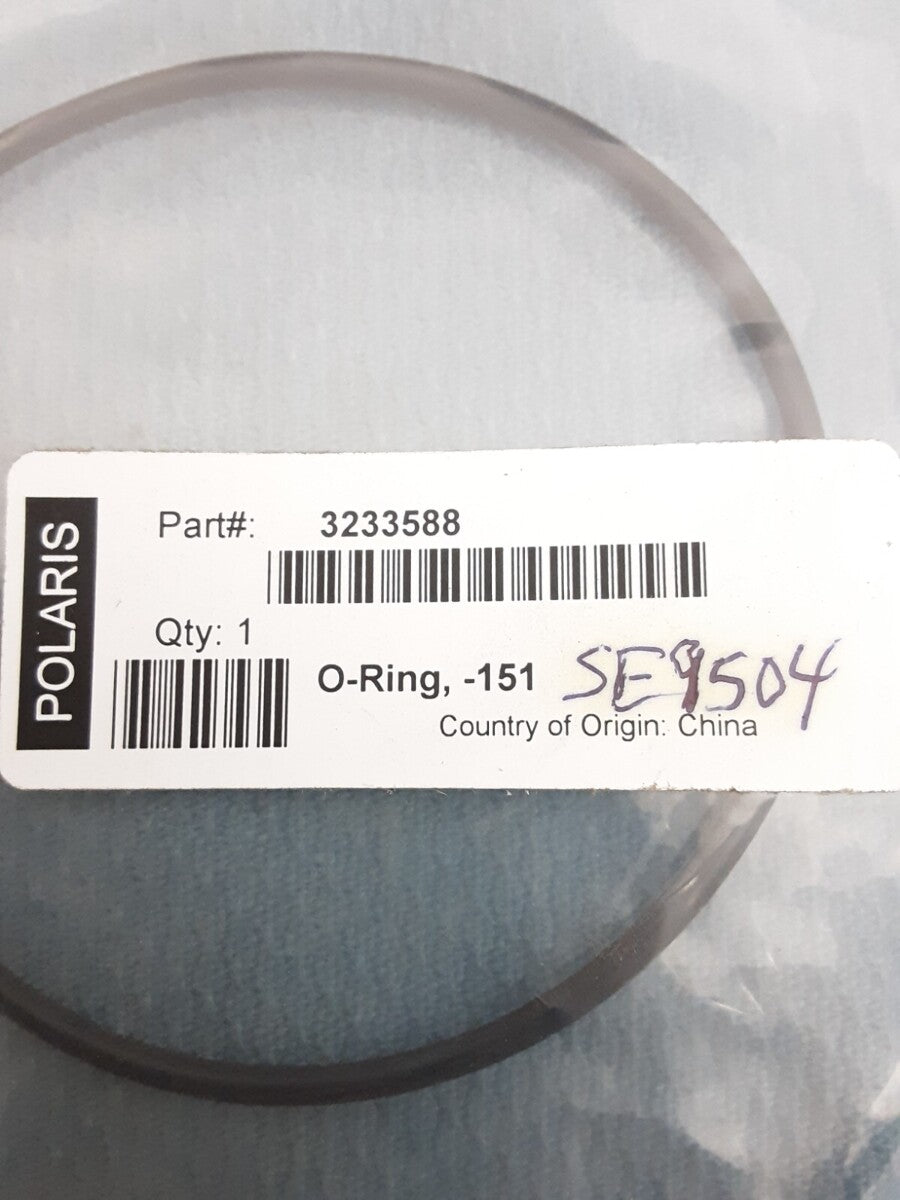 POLARIS
Part#: 3233588
Qty: 1
O-Ring, -151 SE9504
Country of Origin: China